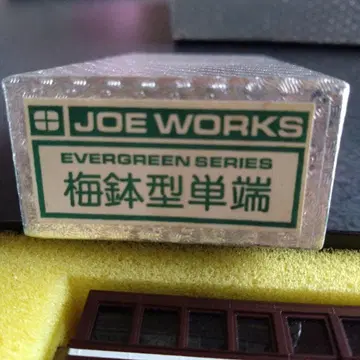 JOE WORKS
EVERGREEN SERIES
梅鉢型単端